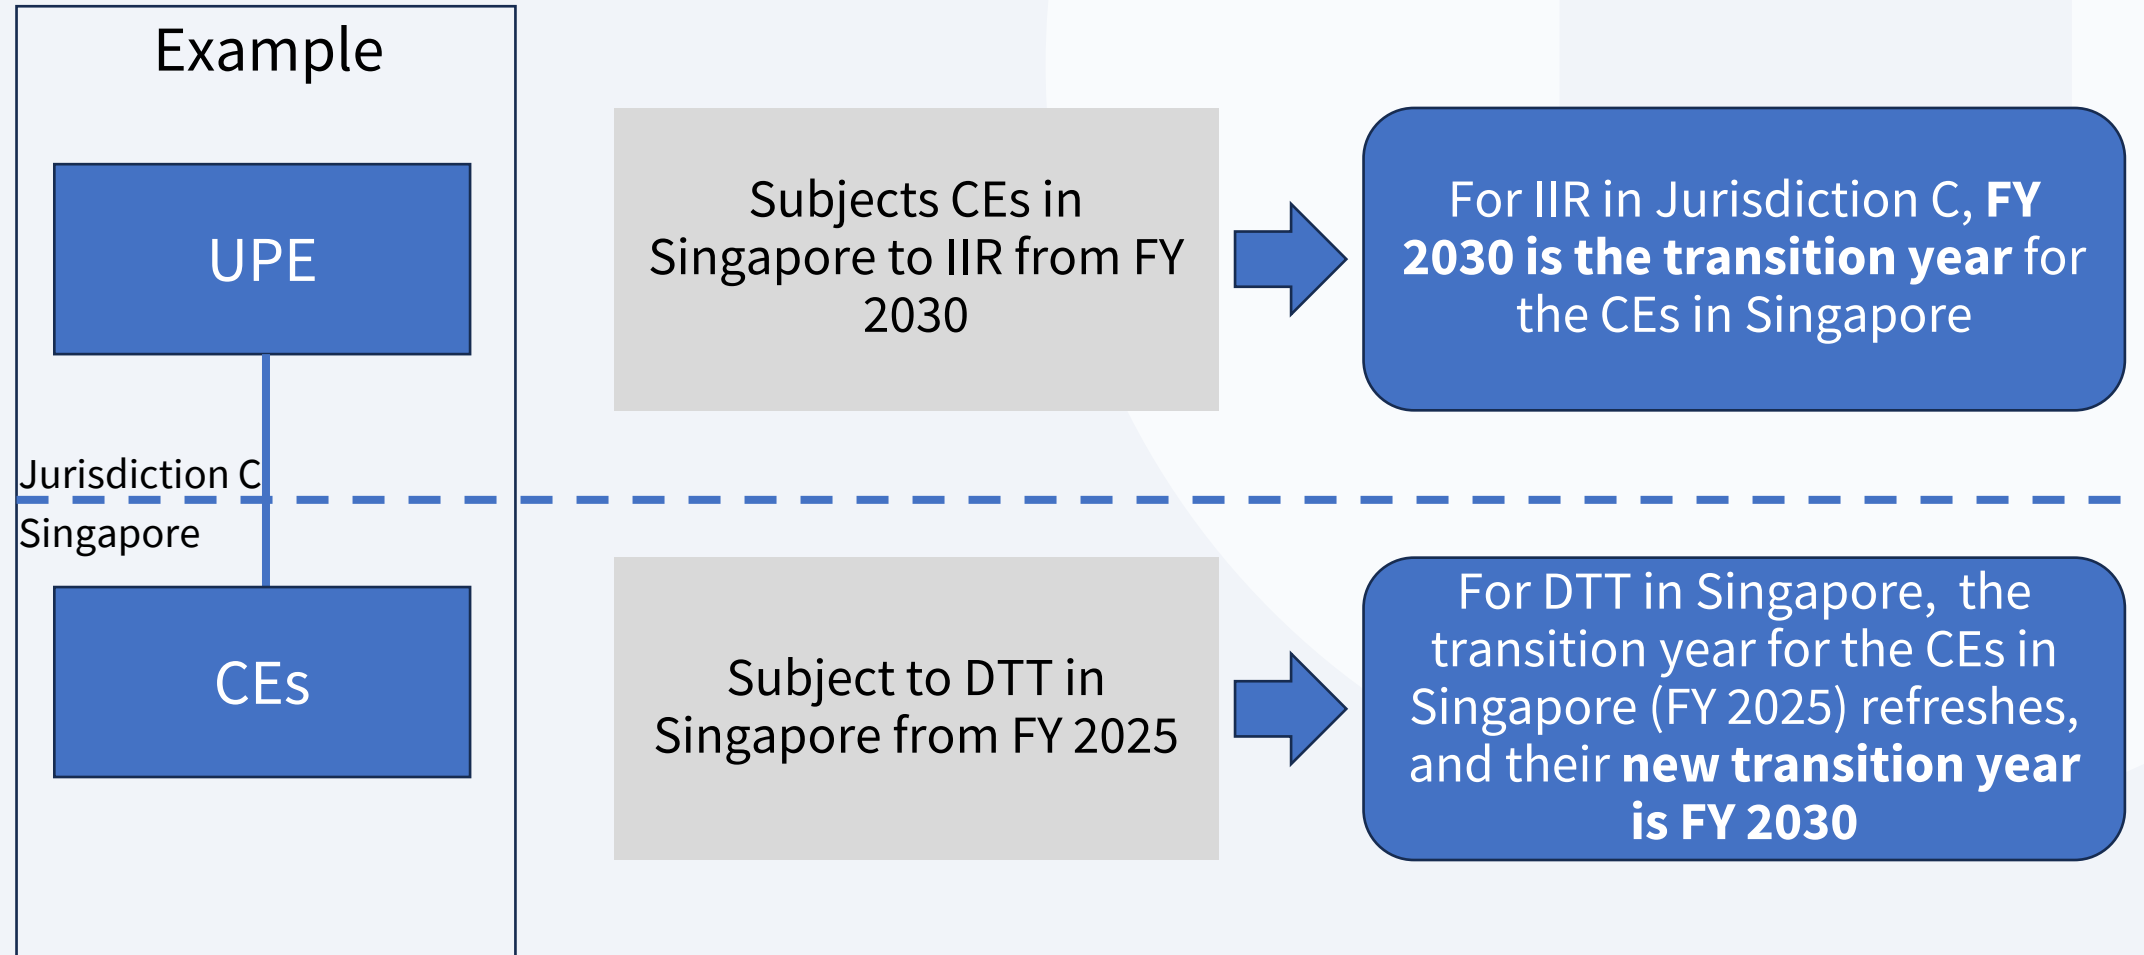 Example
UPE
Subjects CEs in
Singapore to IIR from FY
2030
For IIR in Jurisdiction C, FY
2030 is the transition year for
the CEs in Singapore
Jurisdiction C
Singapore
CEs
Subject to DTT in
Singapore from FY 2025
For DTT in Singapore,  the
transition year for the CEs in
Singapore (FY 2025) refreshes,
and their new transition year
is FY 2030